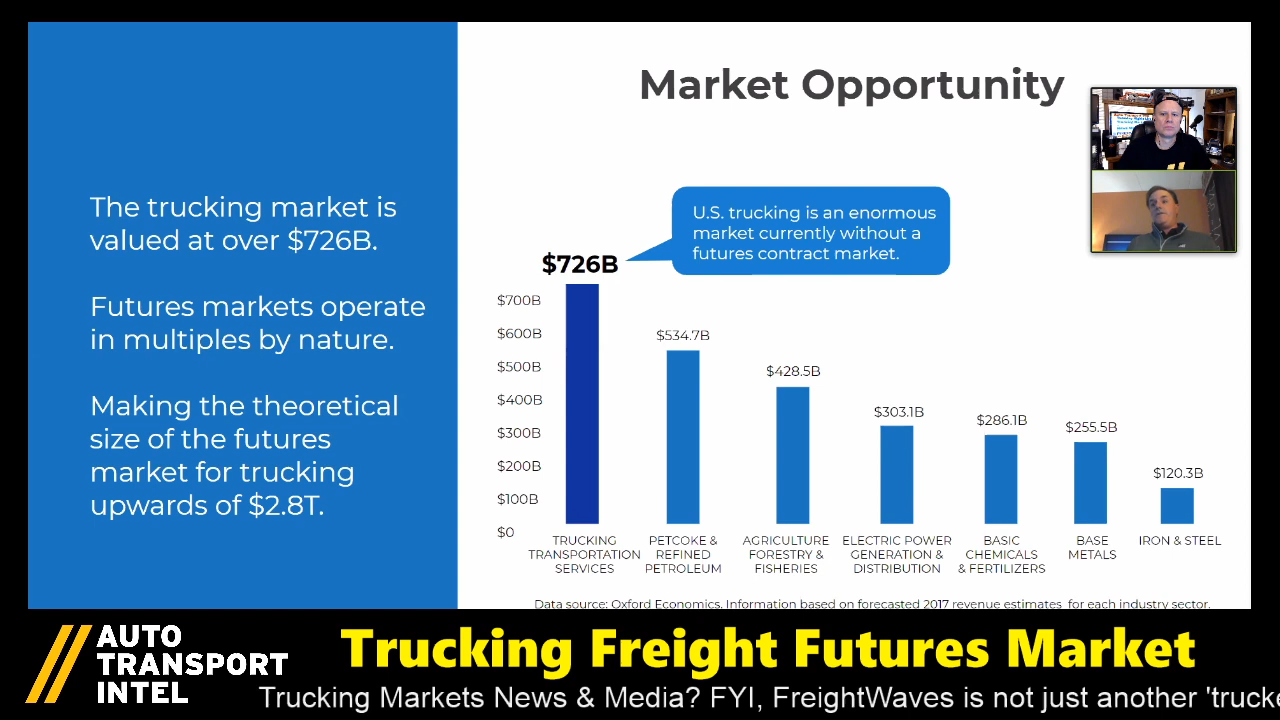 Market Opportunity
The trucking market is
valued at over $726B.
Futures markets operate
in multiples by nature.
Making the theoretical
size of the futures
market for trucking
upwards of $2.8T.
U.S. trucking is an enormous
market currently without a
futures contract market.
$726B
$534.7B
$428.5B
$303.1B
$286.1B
$255.5B
$120.3B
$700B
$600B
$500B
$400B
$300B
$200B
$100B
$0
TRUCKING
TRANSPORTATION
SERVICES
PETCOKE &
REFINED
PETROLEUM
AGRICULTURE
FORESTRY &
FISHERIES
ELECTRIC POWER
GENERATION &
DISTRIBUTION
BASIC
CHEMICALS
& FERTILIZERS
BASE
METALS
IRON & STEEL
Data source: Oxford Economics. Information based on forecasted 2017 revenue estimates for each industry sector.
AUTO
TRANSPORT
INTEL
Trucking Freight Futures Market
Trucking Markets News & Media? FYI, FreightWaves is not just another 'trucke